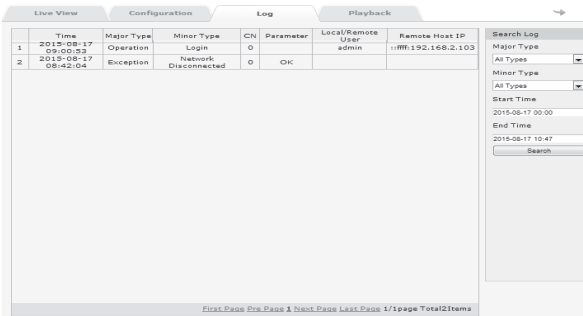 Live View Configuration Log Playback
Time Major Type Minor Type CN Parameter Local/Remote User Remote Host IP
1 2015-08-17 09:00:53 Operation Login 0 admin ::ffff:192.168.2.103
2 2015-08-17 08:42:04 Exception Network Disconnected 0 OK
First Page Pre Page 1 Next Page Last Page 1/1page Total2Items
Search Log
Major Type
All Types
Minor Type
All Types
Start Time
2015-08-17 00:00
End Time
2015-08-17 10:47
Search